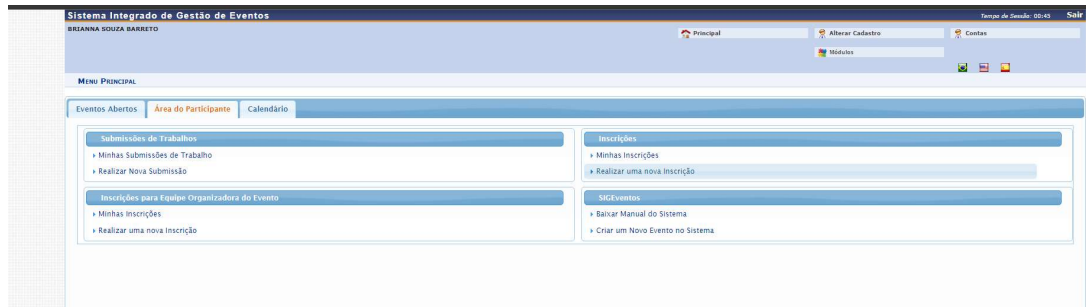 Sistema Integrado de Gestão de Eventos
Tempo de Sessão: 00:45
Sair
BRIANNA SOUZA BARRETO
Principal
Alterar Cadastro
Contas
Módulos
MENU PRINCIPAL
Eventos Abertos
Área do Participante
Calendário
Submissões de Trabalhos
Minhas Submissões de Trabalho
Realizar Nova Submissão
Inscrições
Minhas Inscrições
Realizar uma nova Inscrição
Inscrições para Equipe Organizadora do Evento
Minhas Inscrições
Realizar uma nova Inscrição
SIGEventos
Baixar Manual do Sistema
Criar um Novo Evento no Sistema